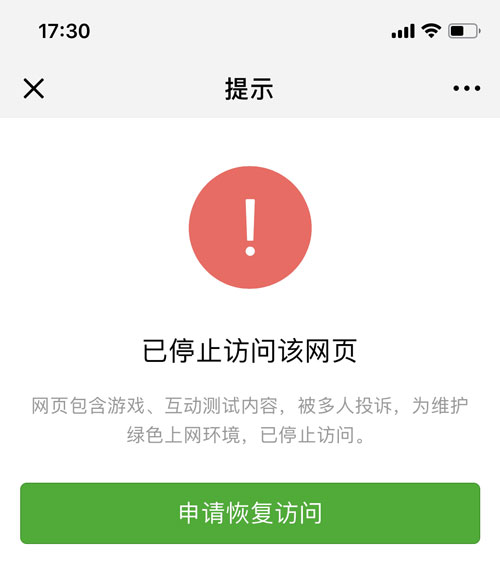 17:30
提示
已停止访问该网页
网页包含游戏、互动测试内容，被多人投诉，为维护
绿色上网环境，已停止访问。
申请恢复访问